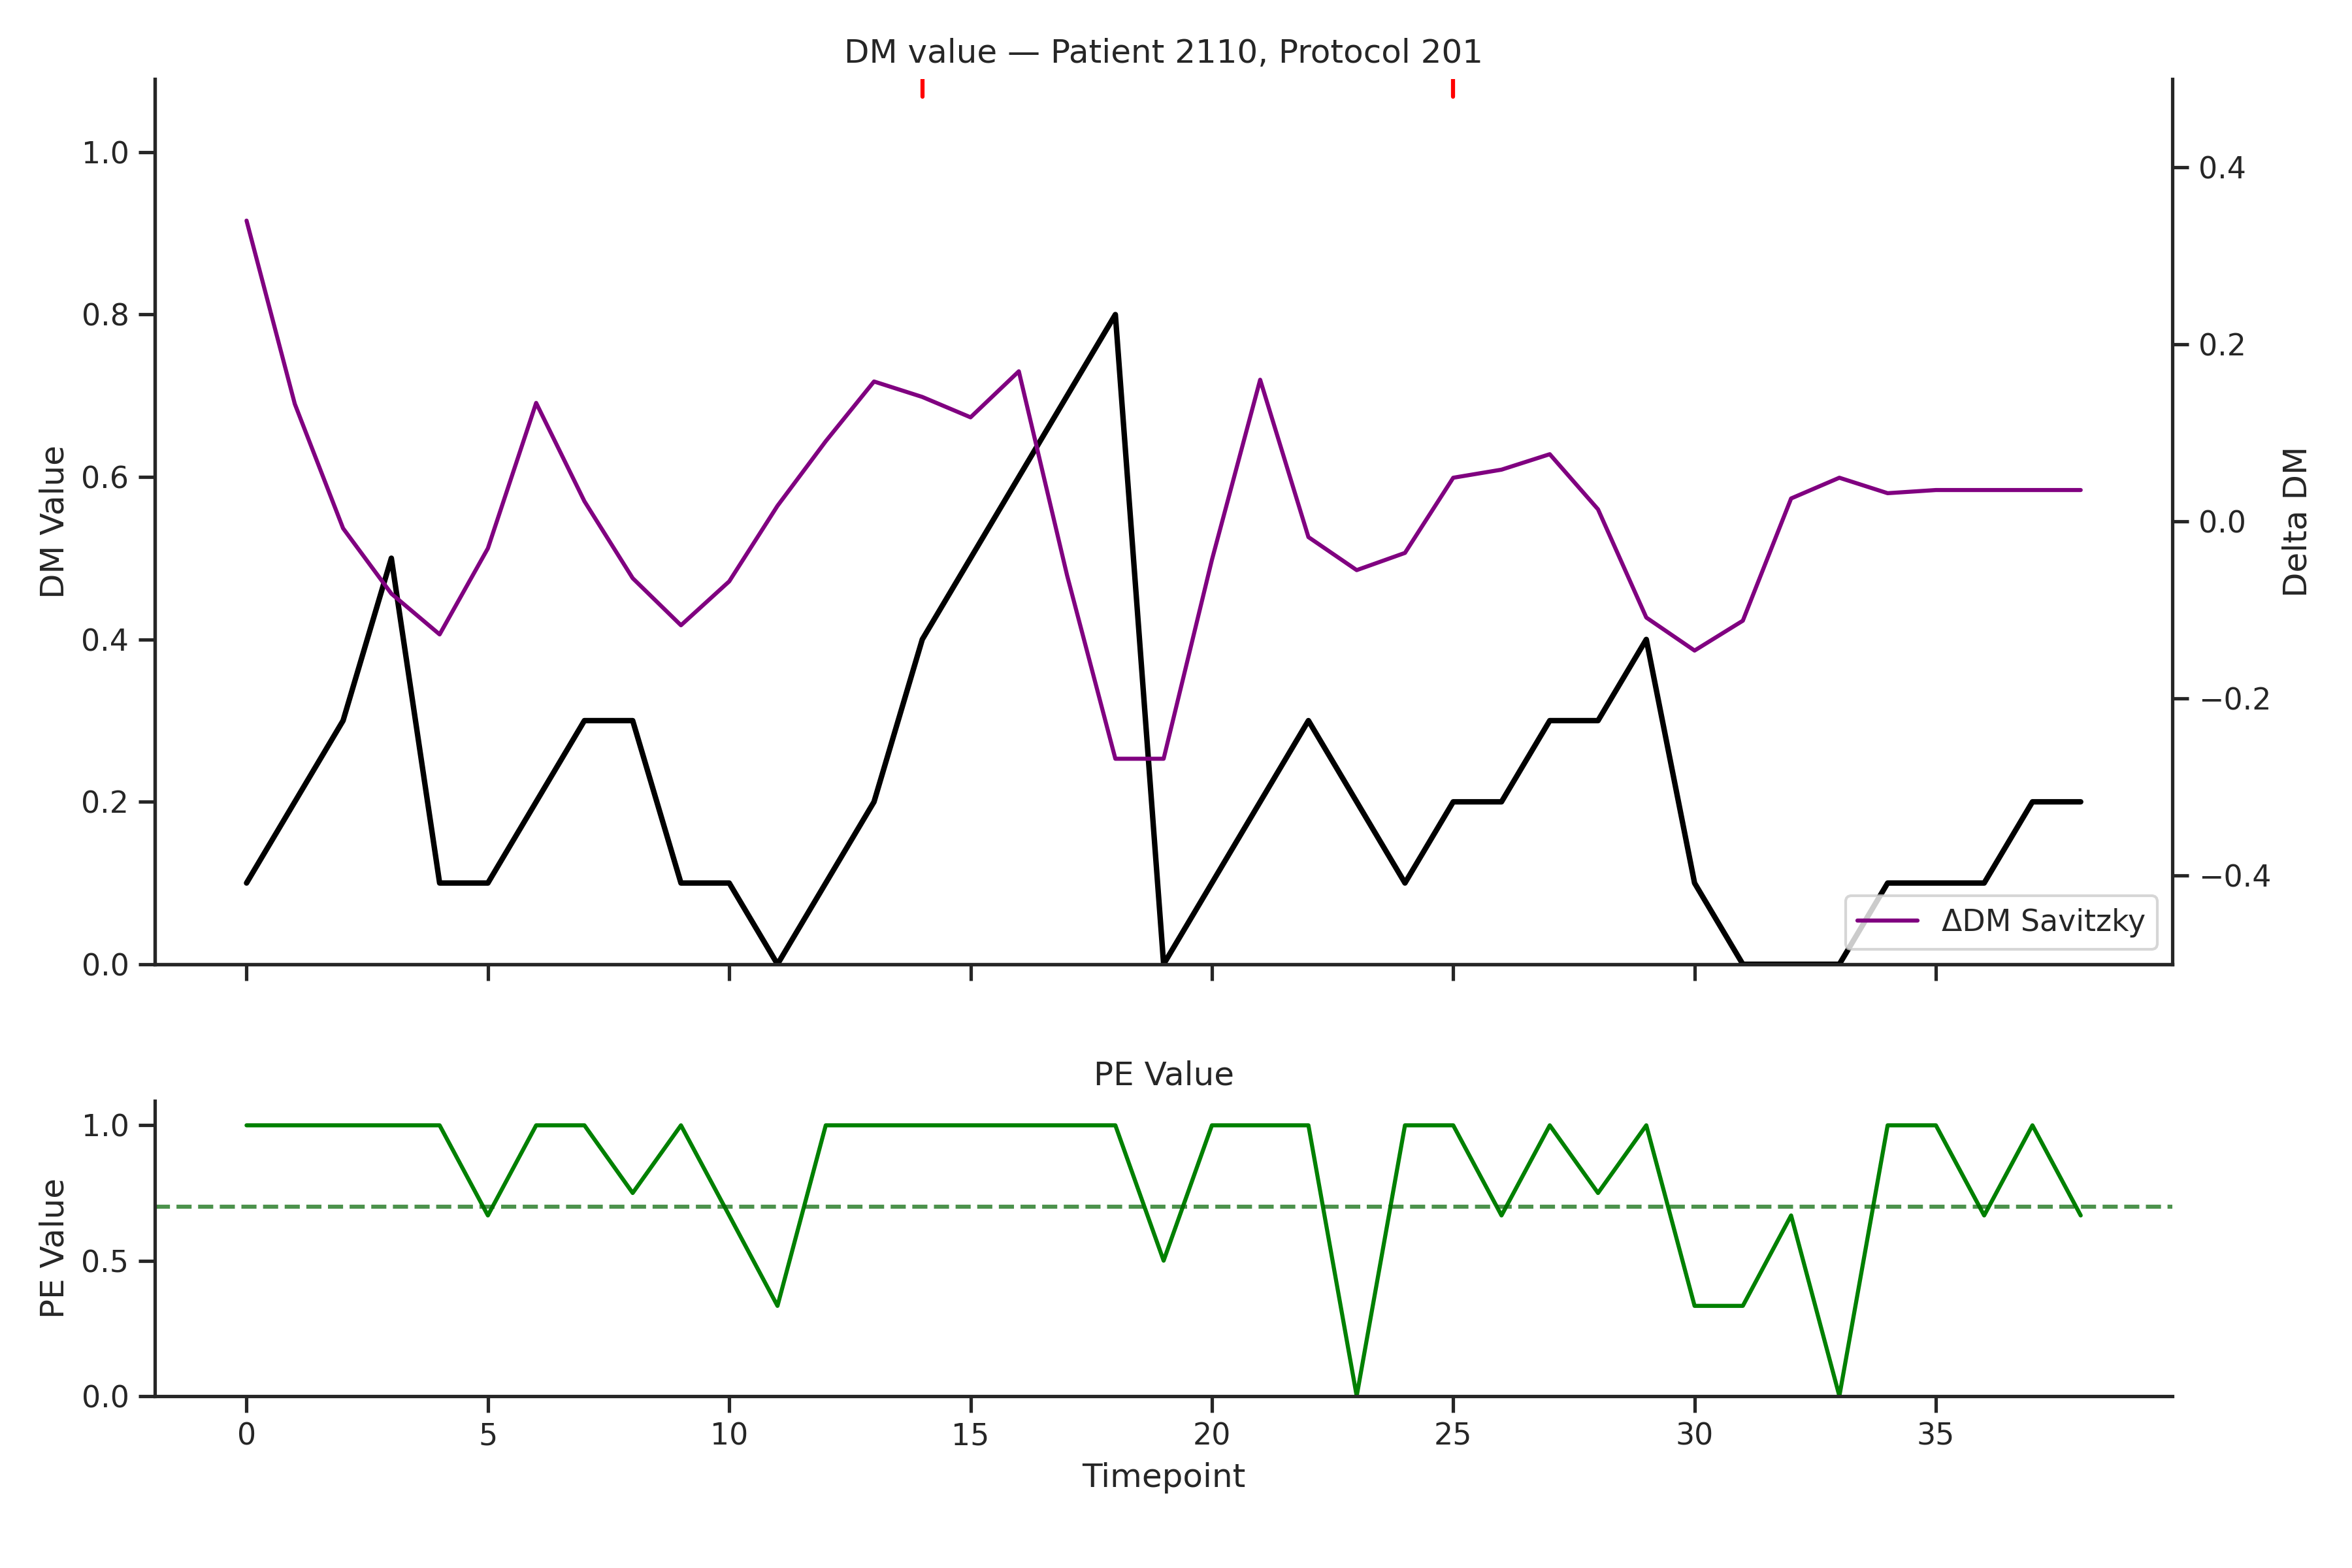 DM value — Patient 2110, Protocol 201
1.0
0.8
0.6
0.4
0.2
0.0
DM Value
0.4
0.2
0.0
−0.2
−0.4
Delta DM
ΔDM Savitzky
PE Value
1.0
0.5
0.0
PE Value
0 5 10 15 20 25 30 35
Timepoint